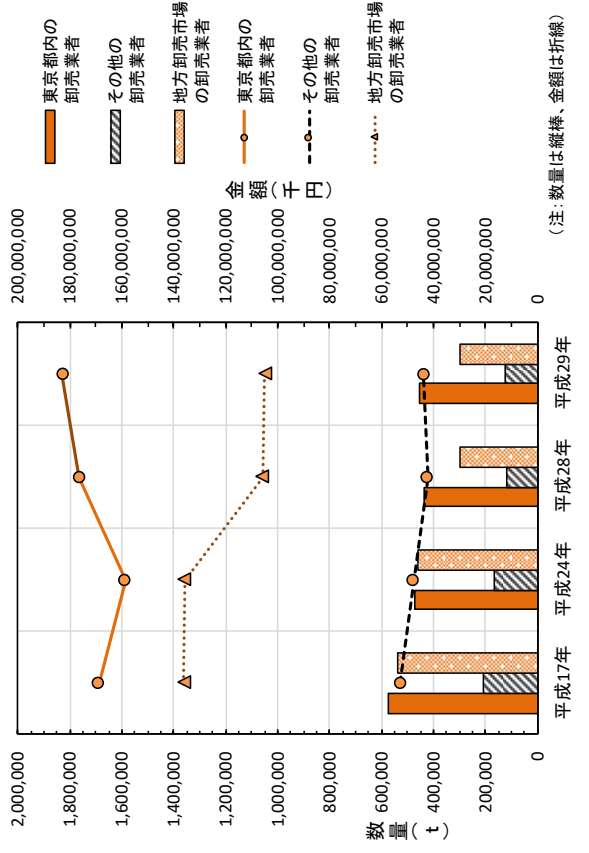 数
量（ｔ）
2,000,000
1,800,000
1,600,000
1,400,000
1,200,000
1,000,000
800,000
600,000
400,000
200,000
0
平成17年
平成24年
平成28年
平成29年
200,000,000
180,000,000
160,000,000
140,000,000
120,000,000
100,000,000
80,000,000
60,000,000
40,000,000
20,000,000
0
金
額（千円）
東京都内の
卸売業者
その他の
卸売業者
地方卸売市場
の卸売業者
東京都内の
卸売業者
その他の
卸売業者
地方卸売市場
の卸売業者
（注：数量は縦棒、金額は折線）